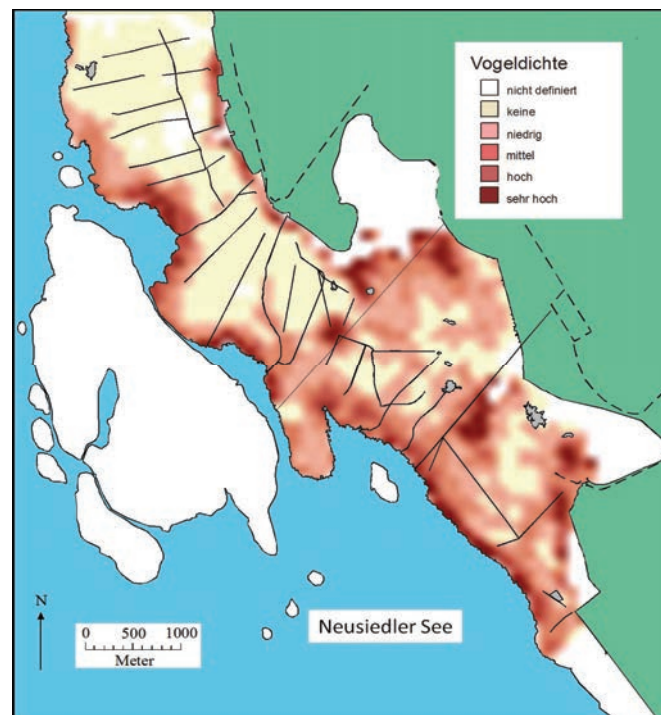 Vogeldichte
nicht definiert
keine
niedrig
mittel
hoch
sehr hoch
N
0 500 1000
Meter
Neusiedler See